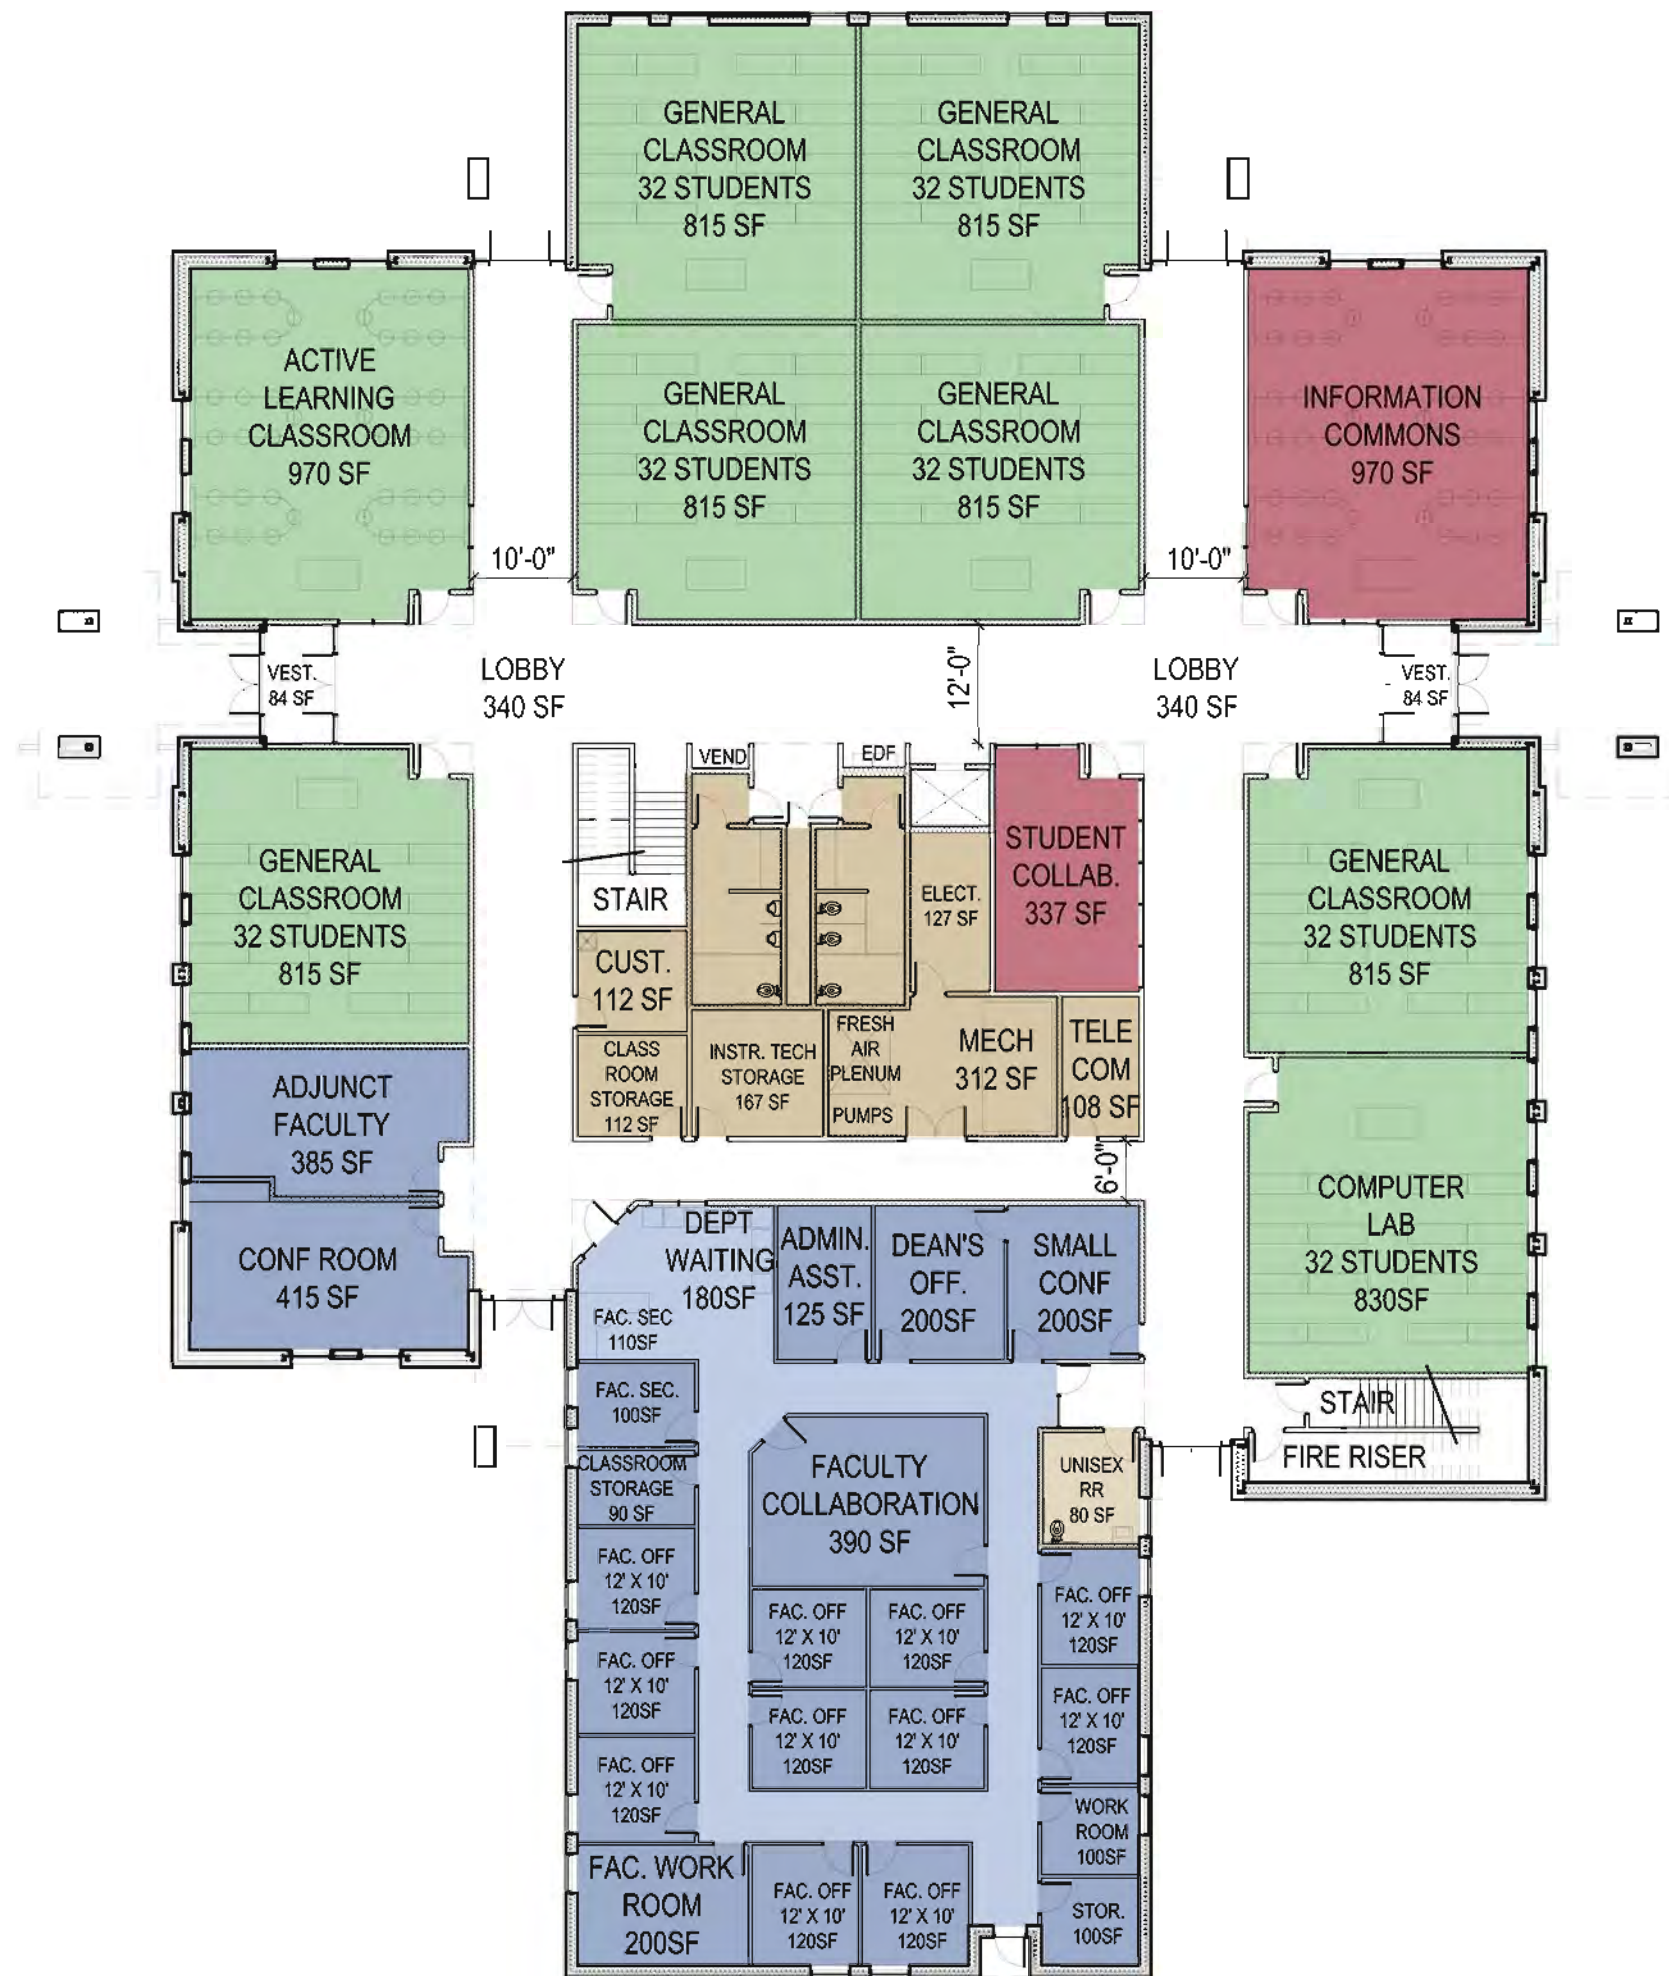 GENERAL
CLASSROOM
32 STUDENTS
815 SF
GENERAL
CLASSROOM
32 STUDENTS
815 SF
ACTIVE
LEARNING
CLASSROOM
970 SF
GENERAL
CLASSROOM
32 STUDENTS
815 SF
GENERAL
CLASSROOM
32 STUDENTS
815 SF
INFORMATION
COMMONS
970 SF
10'-0"
10'-0"
VEST.
84 SF
LOBBY
340 SF
12'-0"
LOBBY
340 SF
VEST.
84 SF
VEND
EDF
GENERAL
CLASSROOM
32 STUDENTS
815 SF
STAIR
ELECT.
127 SF
STUDENT
COLLAB.
337 SF
GENERAL
CLASSROOM
32 STUDENTS
815 SF
CUST.
112 SF
CLASS
ROOM
STORAGE
112 SF
INSTR. TECH
STORAGE
167 SF
FRESH
AIR
PLENUM
PUMPS
MECH
312 SF
TELE
COM
108 SF
ADJUNCT
FACULTY
385 SF
6'-0"
CONF ROOM
415 SF
DEPT
WAITING
180SF
ADMIN.
ASST.
125 SF
DEAN'S
OFF.
200SF
SMALL
CONF
200SF
COMPUTER
LAB
32 STUDENTS
830SF
FAC. SEC
110SF
FAC. SEC.
100SF
STAIR
FIRE RISER
CLASSROOM
STORAGE
90 SF
FACULTY
COLLABORATION
390 SF
UNISEX
RR
80 SF
FAC. OFF
12' X 10'
120SF
FAC. OFF
12' X 10'
120SF
FAC. OFF
12' X 10'
120SF
FAC. OFF
12' X 10'
120SF
FAC. OFF
12' X 10'
120SF
FAC. OFF
12' X 10'
120SF
FAC. OFF
12' X 10'
120SF
FAC. OFF
12' X 10'
120SF
FAC. OFF
12' X 10'
120SF
WORK
ROOM
100SF
FAC. WORK
ROOM
200SF
FAC. OFF
12' X 10'
120SF
FAC. OFF
12' X 10'
120SF
STOR.
100SF